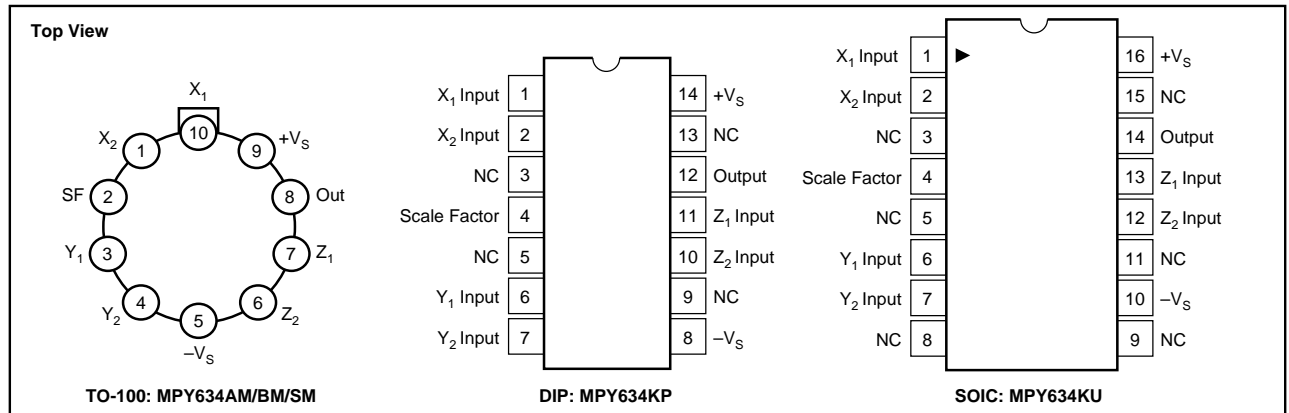 Top View
X1
10
X2
1
+VS
9
SF
2
Out
8
Y1
3
Z1
7
Y2
4
Z2
6
5
–VS
TO-100: MPY634AM/BM/SM
X1 Input 1 14 +VS
X2 Input 2 13 NC
NC 3 12 Output
Scale Factor 4 11 Z1 Input
NC 5 10 Z2 Input
Y1 Input 6 9 NC
Y2 Input 7 8 –VS
DIP: MPY634KP
X1 Input 1 16 +VS
X2 Input 2 15 NC
NC 3 14 Output
Scale Factor 4 13 Z1 Input
NC 5 12 Z2 Input
Y1 Input 6 11 NC
Y2 Input 7 10 –VS
NC 8 9 NC
SOIC: MPY634KU